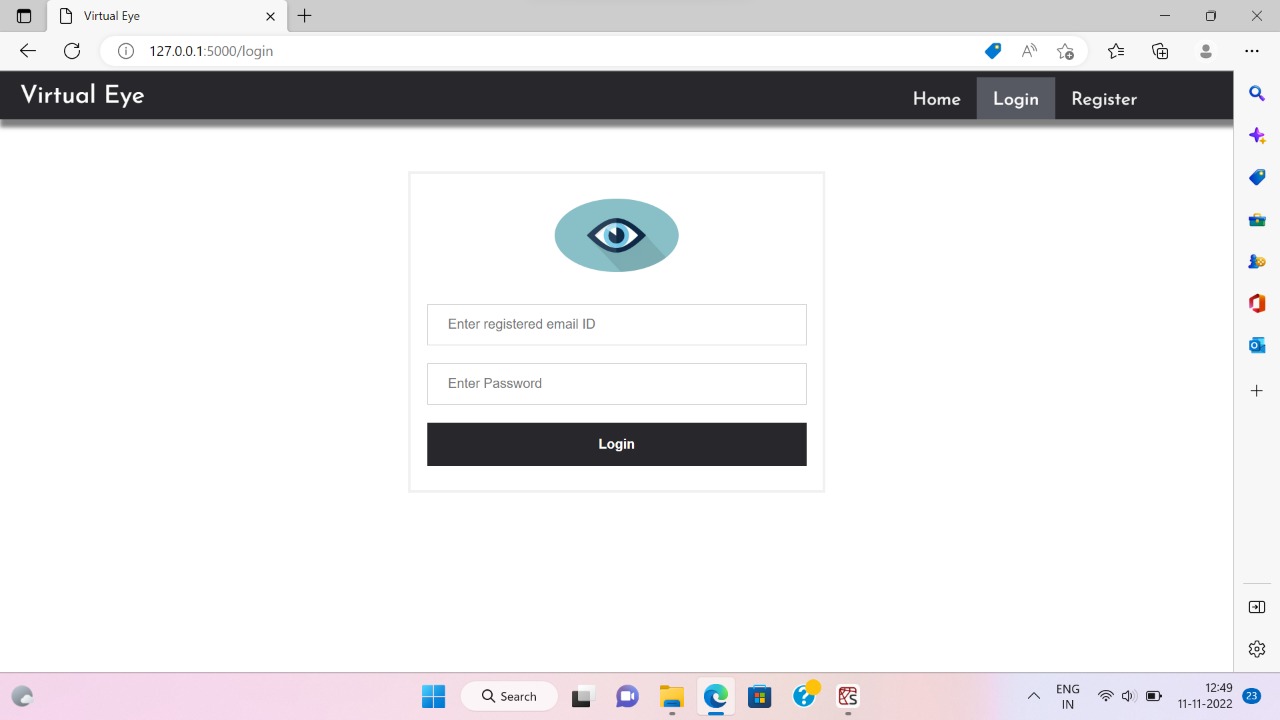 Virtual Eye
127.0.0.1:5000/login
Virtual Eye
Home
Login
Register
Enter registered email ID
Enter Password
Login
Search
ENG
IN
12:49
11-11-2022
23